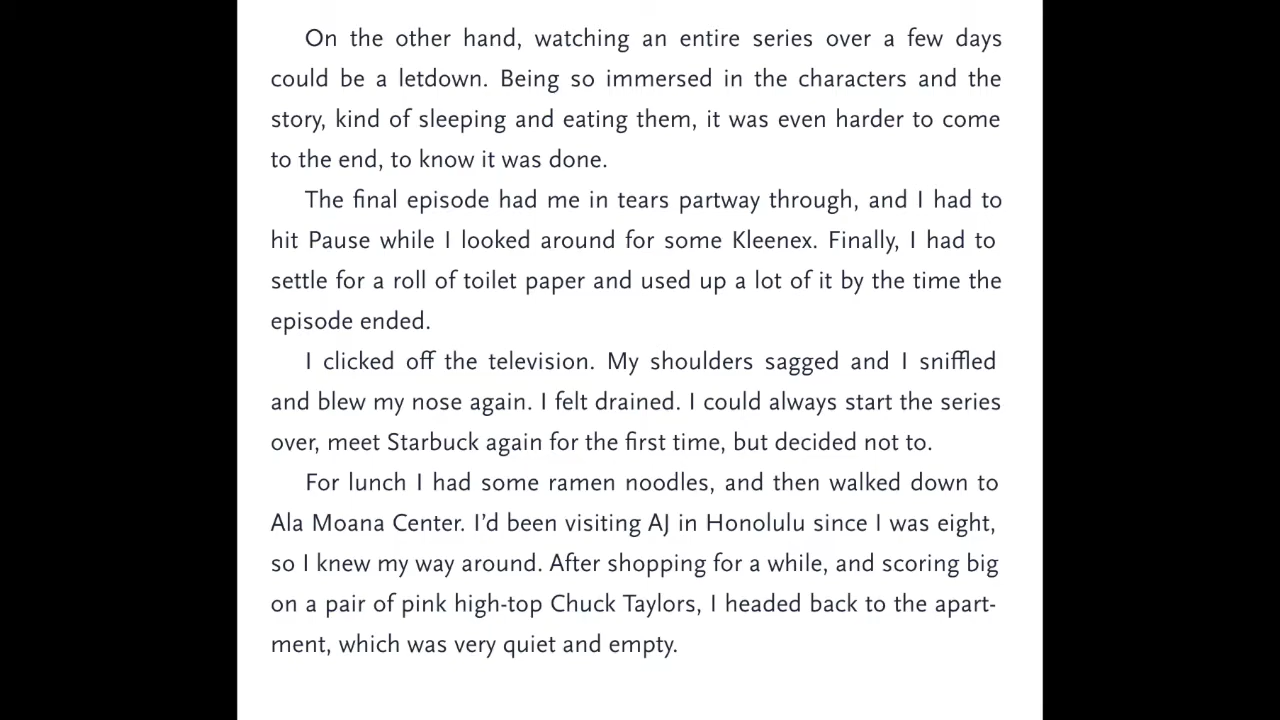 On the other hand, watching an entire series over a few days
could be a letdown. Being so immersed in the characters and the
story, kind of sleeping and eating them, it was even harder to come
to the end, to know it was done.
The final episode had me in tears partway through, and I had to
hit Pause while I looked around for some Kleenex. Finally, I had to
settle for a roll of toilet paper and used up a lot of it by the time the
episode ended.
I clicked off the television. My shoulders sagged and I sniffled
and blew my nose again. I felt drained. I could always start the series
over, meet Starbuck again for the first time, but decided not to.
For lunch I had some ramen noodles, and then walked down to
Ala Moana Center. I’d been visiting AJ in Honolulu since I was eight,
so I knew my way around. After shopping for a while, and scoring big
on a pair of pink high-top Chuck Taylors, I headed back to the apart-
ment, which was very quiet and empty.